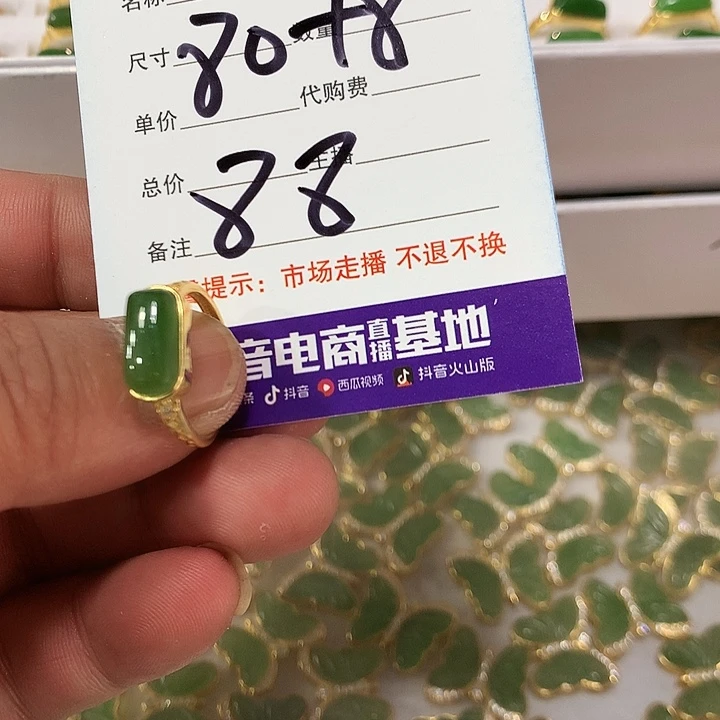 名称
尺寸 数量
8078
单价 代购费
总价 主播
88
备注
提示：市场走播 不退不换
音电商直播基地
条 抖音 西瓜视频 抖音火山版